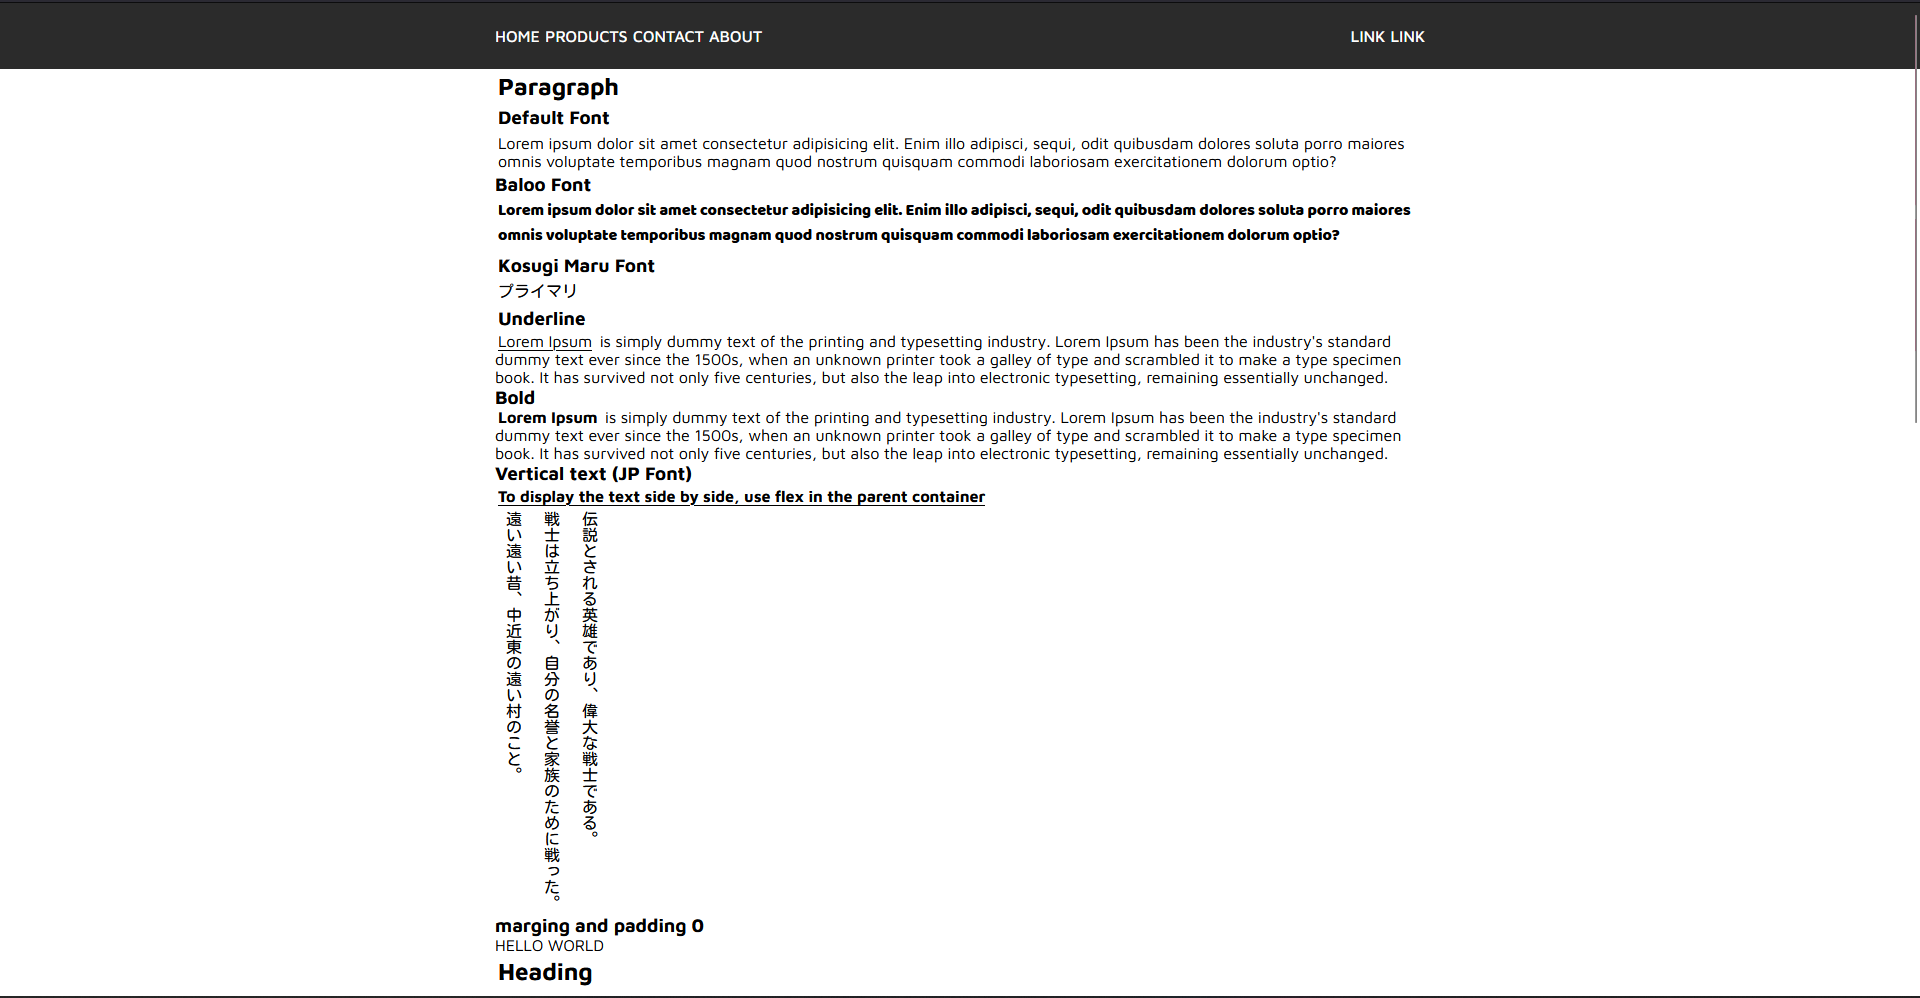 HOME PRODUCTS CONTACT ABOUT
LINK LINK
Paragraph
Default Font
Lorem ipsum dolor sit amet consectetur adipisicing elit. Enim illo adipisci, sequi, odit quibusdam dolores soluta porro maiores
omnis voluptate temporibus magnam quod nostrum quisquam commodi laboriosam exercitationem dolorum optio?
Baloo Font
Lorem ipsum dolor sit amet consectetur adipisicing elit. Enim illo adipisci, sequi, odit quibusdam dolores soluta porro maiores
omnis voluptate temporibus magnam quod nostrum quisquam commodi laboriosam exercitationem dolorum optio?
Kosugi Maru Font
プライマリ
Underline
Lorem Ipsum is simply dummy text of the printing and typesetting industry. Lorem Ipsum has been the industry's standard
dummy text ever since the 1500s, when an unknown printer took a galley of type and scrambled it to make a type specimen
book. It has survived not only five centuries, but also the leap into electronic typesetting, remaining essentially unchanged.
Bold
Lorem Ipsum is simply dummy text of the printing and typesetting industry. Lorem Ipsum has been the industry's standard
dummy text ever since the 1500s, when an unknown printer took a galley of type and scrambled it to make a type specimen
book. It has survived not only five centuries, but also the leap into electronic typesetting, remaining essentially unchanged.
Vertical text (JP Font)
To display the text side by side, use flex in the parent container
遠い遠い昔、中近東の遠い村のこと。
戦士は立ち上がり、自分の名誉と家族のために戦った。
伝説とされる英雄であり、偉大な戦士である。
marging and padding 0
HELLO WORLD
Heading